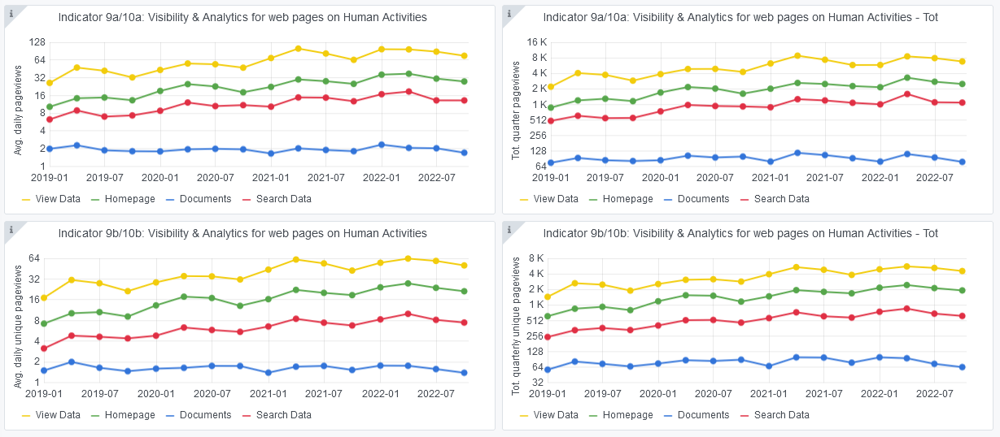 Indicator 9a/10a: Visibility & Analytics for web pages on Human Activities
Avg. daily pageviews
128
64
32
16
8
4
2
1
2019-01 2019-07 2020-01 2020-07 2021-01 2021-07 2022-01 2022-07
View Data Homepage Documents Search Data
Indicator 9a/10a: Visibility & Analytics for web pages on Human Activities - Tot
Tot. quarter pageviews
16 K
8 K
4 K
2 K
1 K
512
256
128
64
2019-01 2019-07 2020-01 2020-07 2021-01 2021-07 2022-01 2022-07
View Data Homepage Documents Search Data
Indicator 9b/10b: Visibility & Analytics for web pages on Human Activities
Avg. daily unique pageviews
64
32
16
8
4
2
1
2019-01 2019-07 2020-01 2020-07 2021-01 2021-07 2022-01 2022-07
View Data Homepage Documents Search Data
Indicator 9b/10b: Visibility & Analytics for web pages on Human Activities - Tot
Tot. quarterly unique pageviews
8 K
4 K
2 K
1 K
512
256
128
64
32
2019-01 2019-07 2020-01 2020-07 2021-01 2021-07 2022-01 2022-07
View Data Homepage Documents Search Data